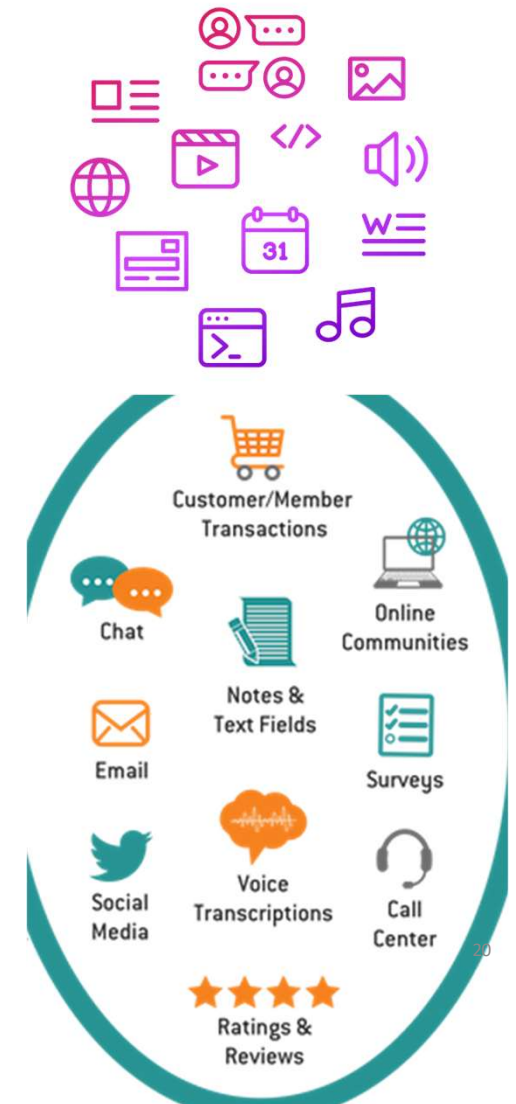 </>
31
W
>_
Customer/Member
Transactions
Chat
Online
Communities
Notes &
Text Fields
Email
Surveys
Voice
Transcriptions
Social
Media
Call
Center
20
Ratings &
Reviews